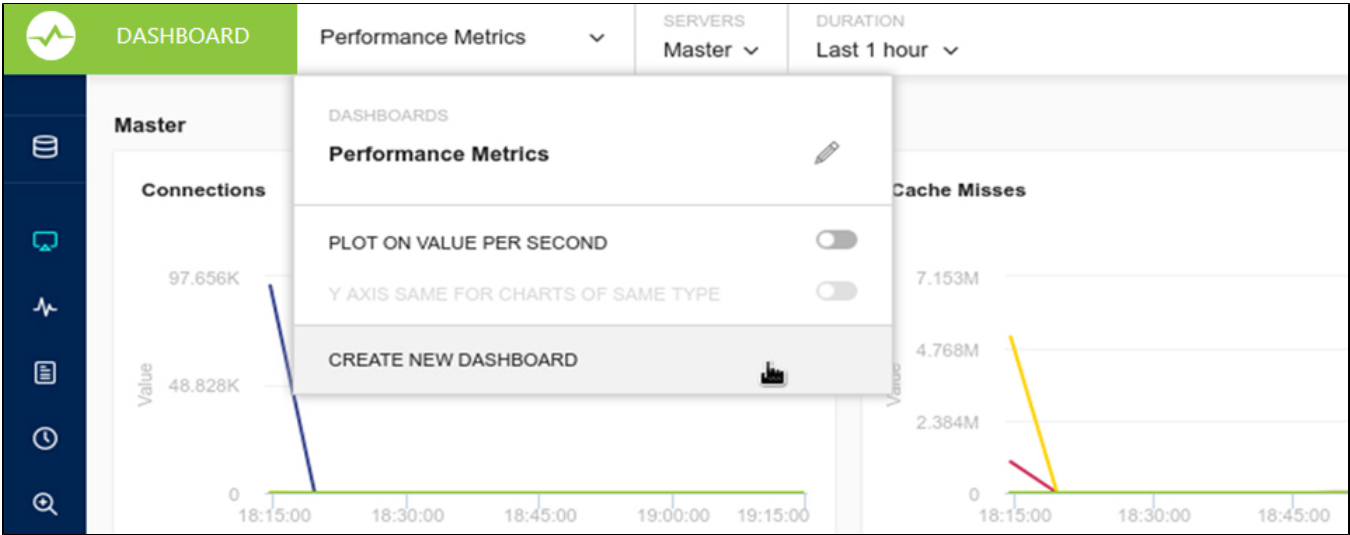 DASHBOARD
Performance Metrics
SERVERS
Master
DURATION
Last 1 hour
Master
DASHBOARDS
Performance Metrics
PLOT ON VALUE PER SECOND
Y AXIS SAME FOR CHARTS OF SAME TYPE
CREATE NEW DASHBOARD
Connections
97.656K
48.828K
0
Value
18:15:00 18:30:00 18:45:00 19:00:00 19:15:00
Cache Misses
7.153M
4.768M
2.384M
0
Value
18:15:00 18:30:00 18:45:00